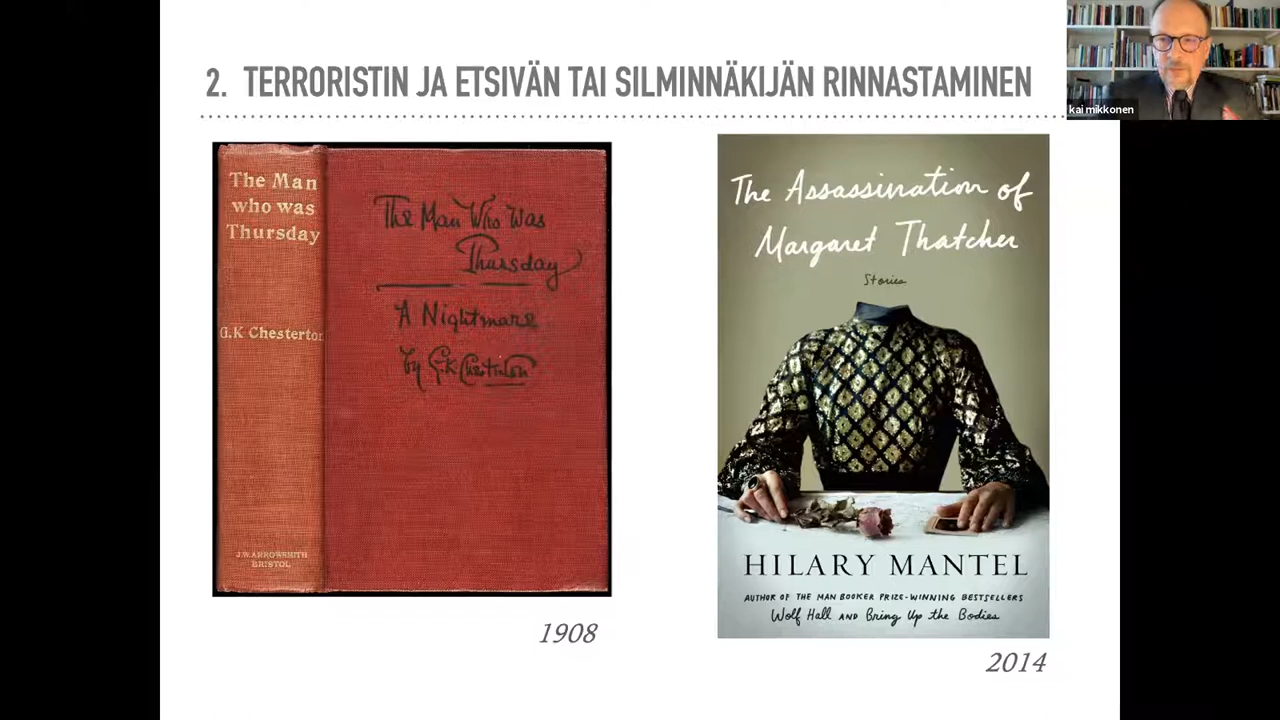 2. TERRORISTIN JA ETSIVÄN TAI SILMINNÄKIJÄN RINNASTAMINEN
kai mikkonen
The Man
who was
Thursday
G.K Chesterton
J.W. ARROWSMITH
BRISTOL
The Man Who Was
Thursday
A Nightmare
by G.K Chesterton
1908
The Assassination of
Margaret Thatcher
Stories
HILARY MANTEL
AUTHOR OF THE MAN BOOKER PRIZE-WINNING BESTSELLERS
Wolf Hall AND Bring Up the Bodies
2014